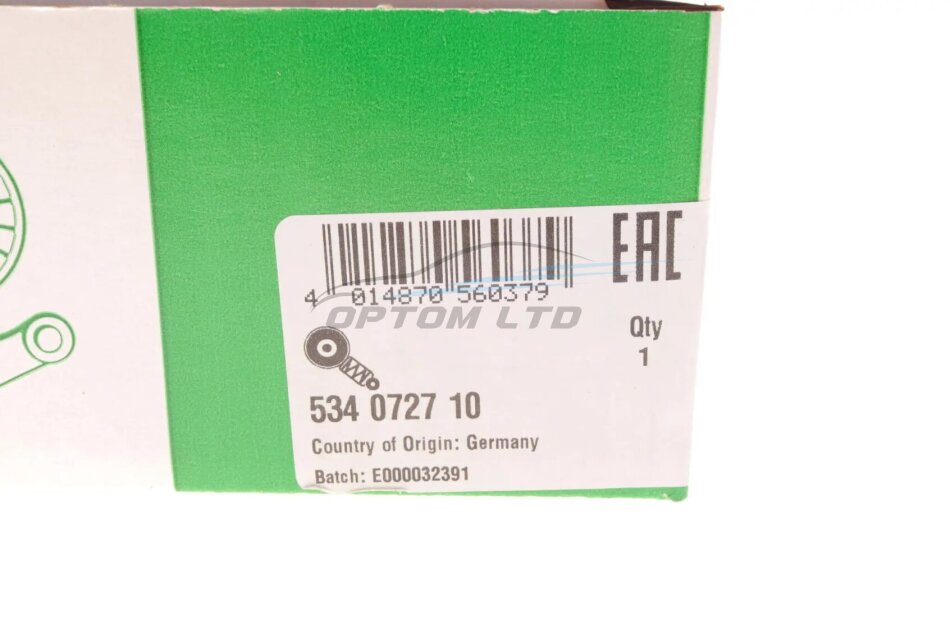 EAC
4 014870 560379
OPTOM LTD
Qty
1
534 0727 10
Country of Origin: Germany
Batch: E000032391